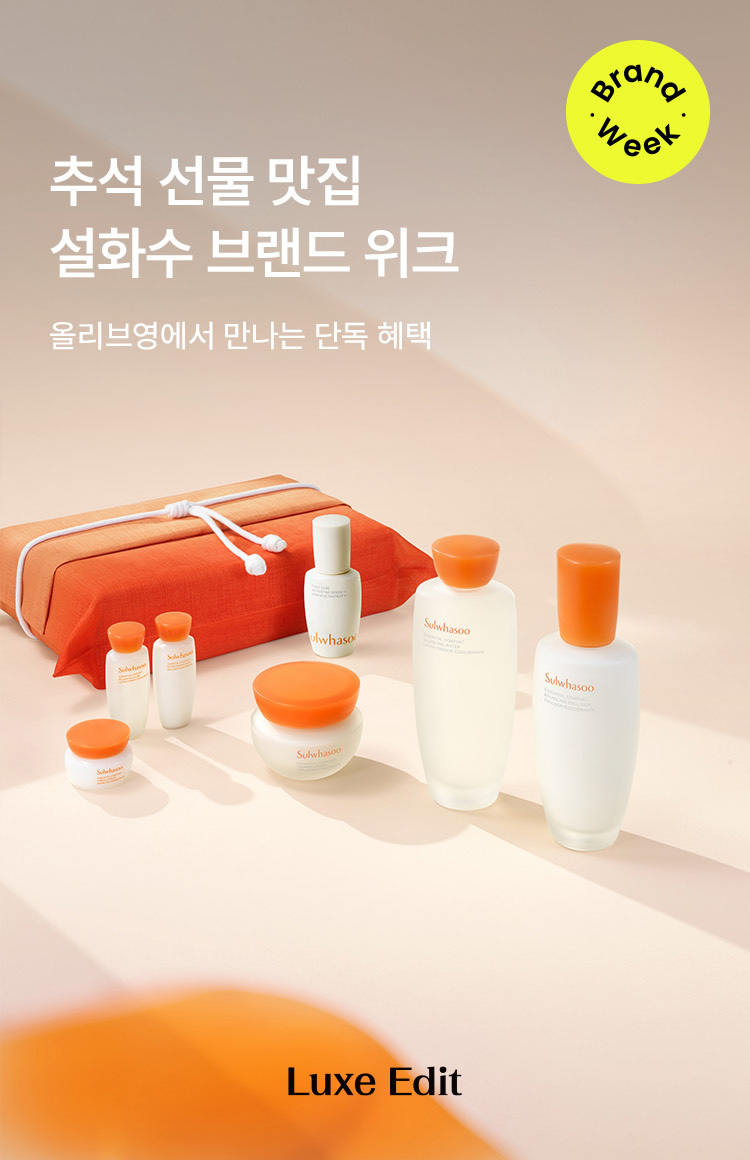 Brand
Week
추석 선물 맛집
설화수 브랜드 위크
올리브영에서 만나는 단독 혜택
Sulwhasoo
Sulwhasoo
Sulwhasoo
Sulwhasoo
Sulwhasoo
Sulwhasoo
Luxe Edit